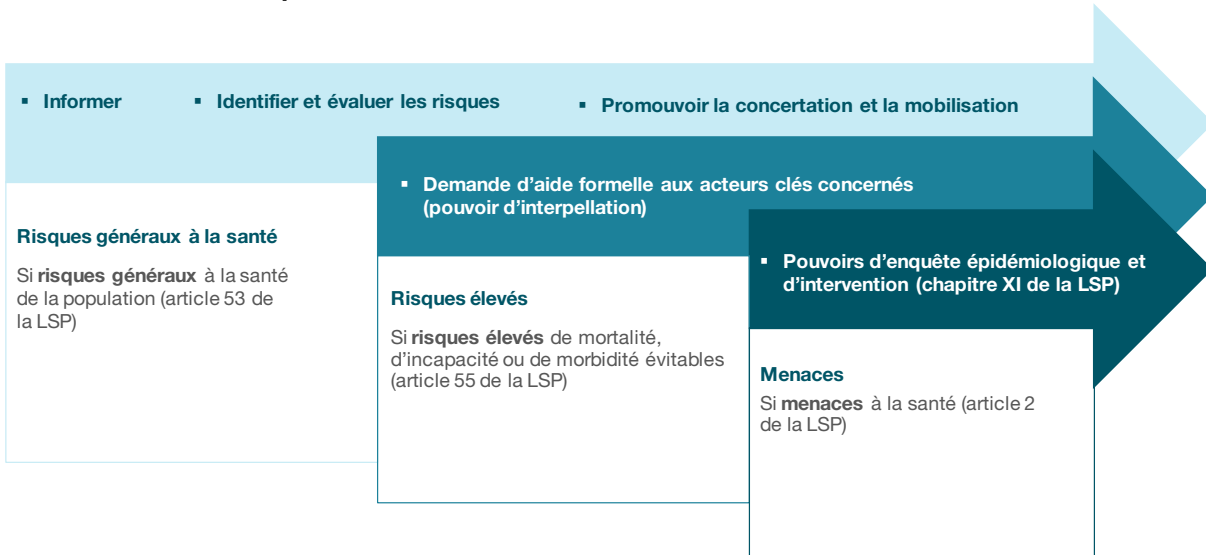 ▪ Informer
▪ Identifier et évaluer les risques
▪ Promouvoir la concertation et la mobilisation
▪ Demande d’aide formelle aux acteurs clés concernés
(pouvoir d’interpellation)
▪ Pouvoirs d’enquête épidémiologique et
d’intervention (chapitre XI de la LSP)
Risques généraux à la santé
Si risques généraux à la santé
de la population (article 53 de
la LSP)
Risques élevés
Si risques élevés de mortalité,
d’incapacité ou de morbidité évitables
(article 55 de la LSP)
Menaces
Si menaces à la santé (article 2
de la LSP)